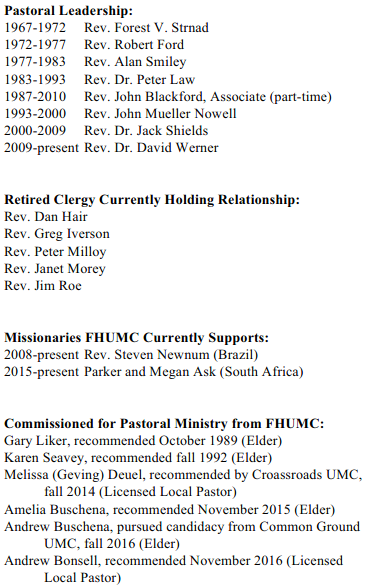 Pastoral Leadership:
1967-1972 Rev. Forest V. Strnad
1972-1977 Rev. Robert Ford
1977-1983 Rev. Alan Smiley
1983-1993 Rev. Dr. Peter Law
1987-2010 Rev. John Blackford, Associate (part-time)
1993-2000 Rev. John Mueller Nowell
2000-2009 Rev. Dr. Jack Shields
2009-present Rev. Dr. David Werner
Retired Clergy Currently Holding Relationship:
Rev. Dan Hair
Rev. Greg Iverson
Rev. Peter Milloy
Rev. Janet Morey
Rev. Jim Roe
Missionaries FHUMC Currently Supports:
2008-present Rev. Steven Newnum (Brazil)
2015-present Parker and Megan Ask (South Africa)
Commissioned for Pastoral Ministry from FHUMC:
Gary Liker, recommended October 1989 (Elder)
Karen Seavey, recommended fall 1992 (Elder)
Melissa (Geving) Deuel, recommended by Croassroads UMC,
fall 2014 (Licensed Local Pastor)
Amelia Buschena, recommended November 2015 (Elder)
Andrew Buschena, pursued candidacy from Common Ground
UMC, fall 2016 (Elder)
Andrew Bonsell, recommended November 2016 (Licensed
Local Pastor)